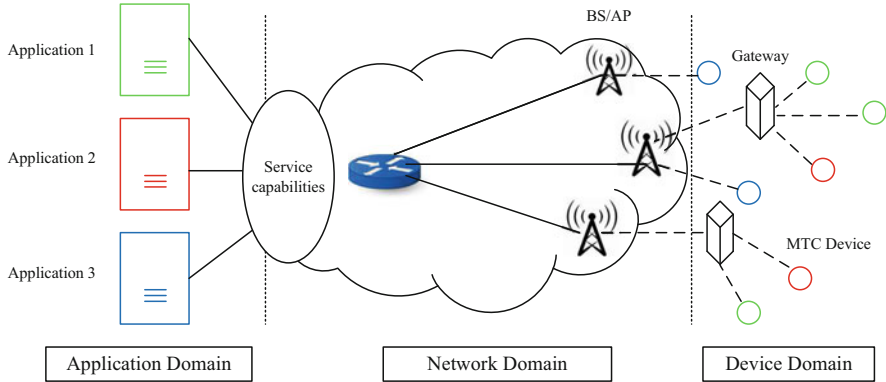 BS/AP
Application 1
Gateway
Application 2
Service
capabilities
Application 3
MTC Device
Application Domain
Network Domain
Device Domain